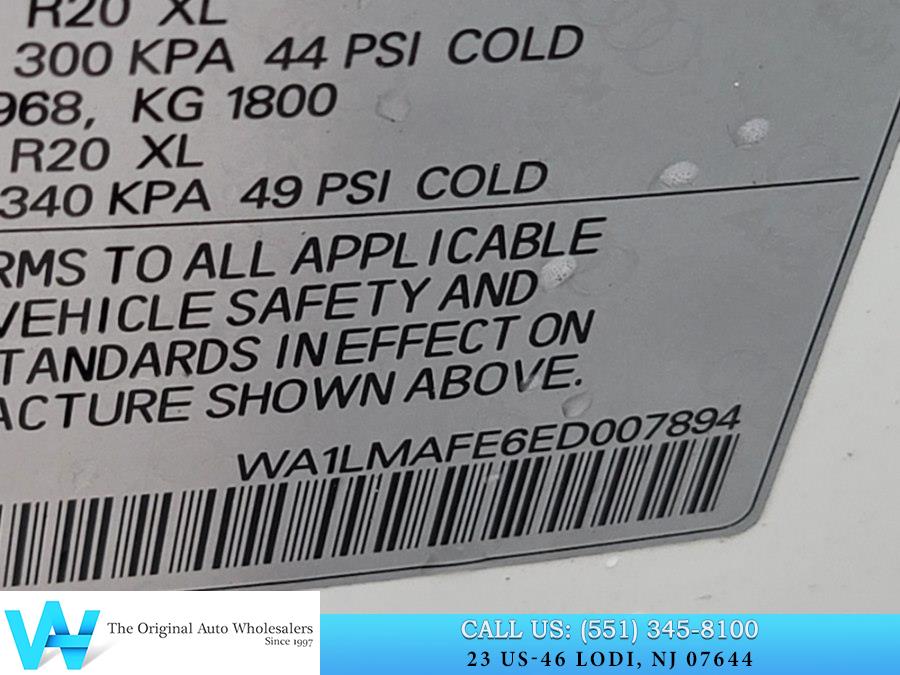 R20 XL
300 KPA 44 PSI COLD
968, KG 1800
R20 XL
340 KPA 49 PSI COLD
RMS TO ALL APPLICABLE
VEHICLE SAFETY AND
TANDARDS IN EFFECT ON
ACTURE SHOWN ABOVE.
WA1LMAFE6ED007894
AW The Original Auto Wholesalers
Since 1997
CALL US: (551) 345-8100
23 US-46 LODI, NJ 07644